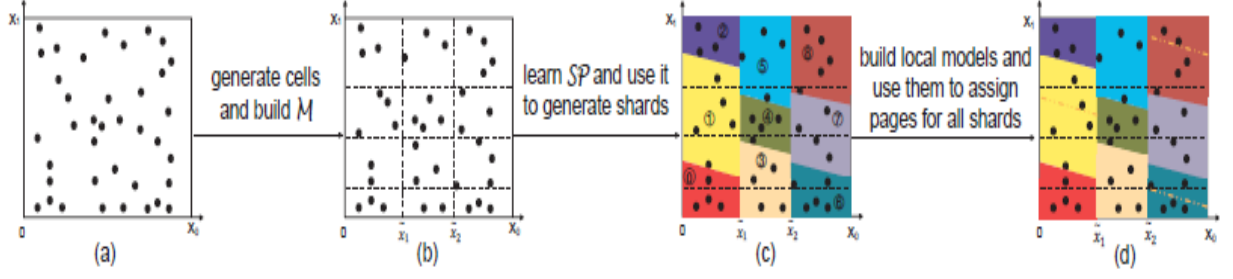 X₁
0
X₀
(a)
generate cells
and build M
X₁
0
x̃₁
x̃₂
X₀
(b)
learn SP and use it
to generate shards
X₁
②
⑤
⑧
①
④
⑦
③
⓪
⑥
0
x̃₁
x̃₂
X₀
(c)
build local models and
use them to assign
pages for all shards
X₁
0
x̃₁
x̃₂
X₀
(d)